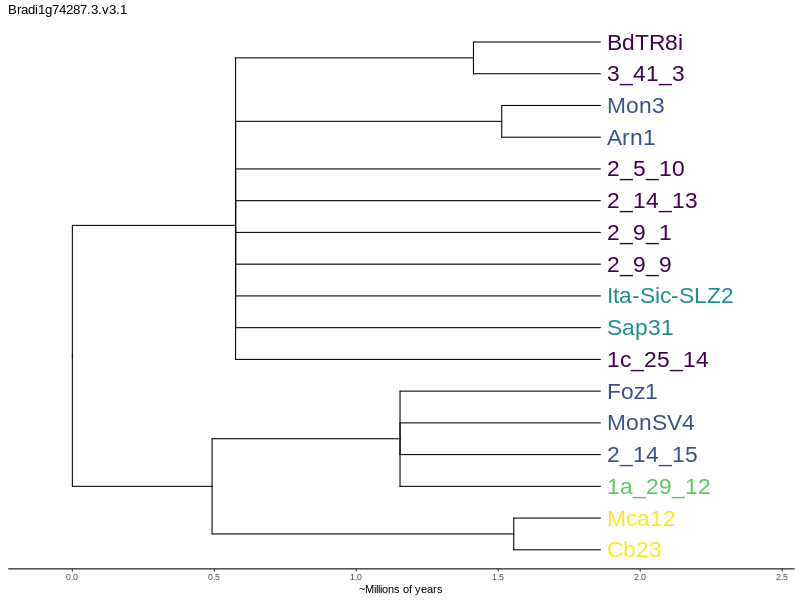 Bradi1g74287.3.v3.1
BdTR8i
3_41_3
Mon3
Arn1
2_5_10
2_14_13
2_9_1
2_9_9
Ita-Sic-SLZ2
Sap31
1c_25_14
Foz1
MonSV4
2_14_15
1a_29_12
Mca12
Cb23
0.0 0.5 1.0 1.5 2.0 2.5
~Millions of years